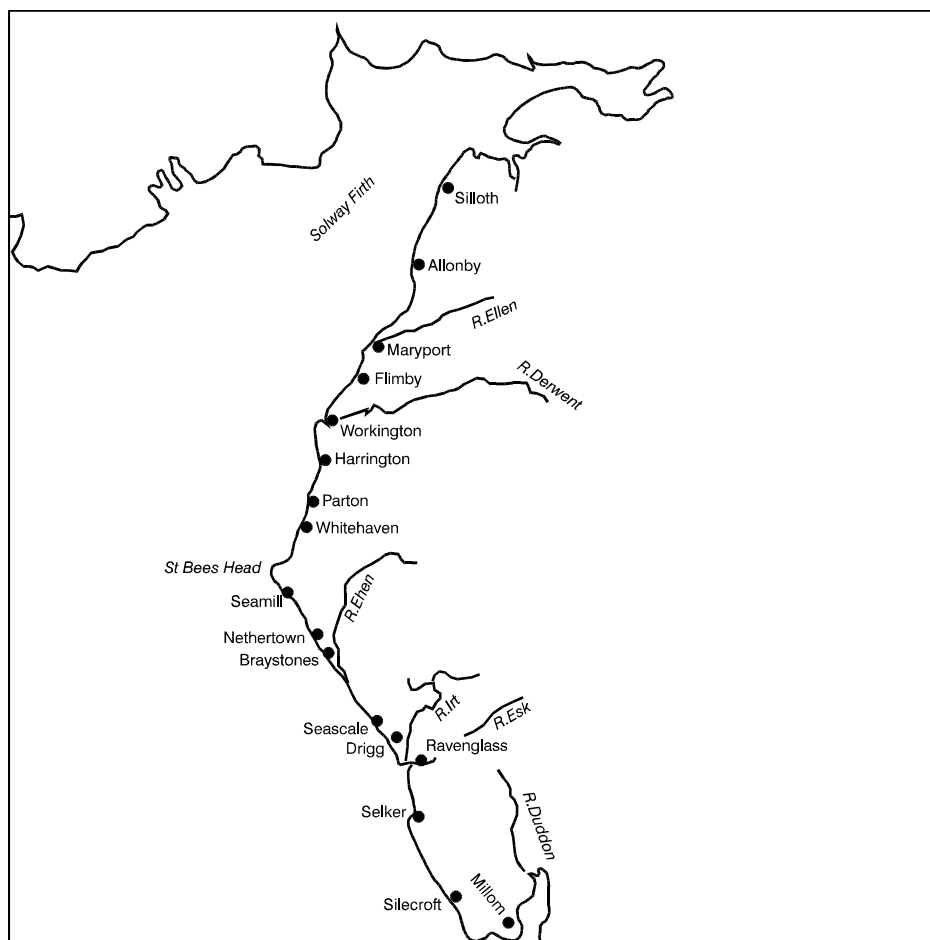 Solway Firth
Silloth
Allonby
R.Ellen
Maryport
Flimby
R.Derwent
Workington
Harrington
Parton
Whitehaven
St Bees Head
R.Ehen
Seamill
Nethertown
Braystones
R.Irt
R.Esk
Seascale
Drigg
Ravenglass
Selker
R.Duddon
Millom
Silecroft